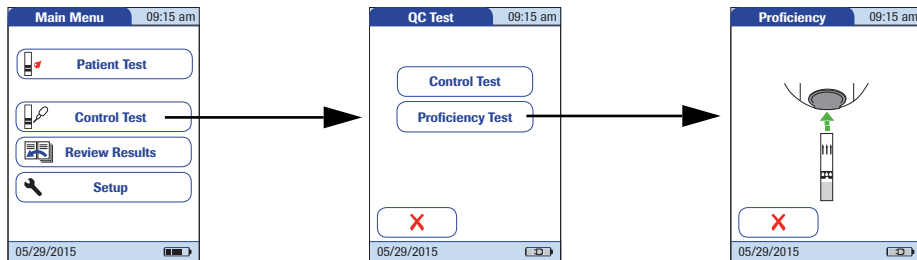 Main Menu 09:15 am
Patient Test
Control Test
Review Results
Setup
05/29/2015
QC Test 09:15 am
Control Test
Proficiency Test
05/29/2015
Proficiency 09:15 am
05/29/2015